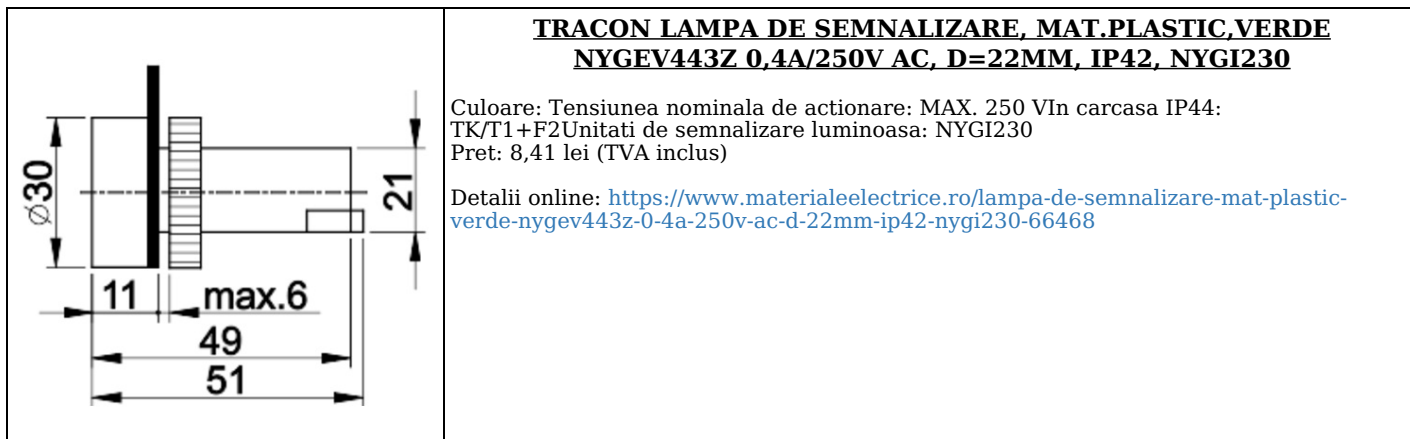 TRACON LAMPA DE SEMNALIZARE, MAT.PLASTIC,VERDE
NYGEV443Z 0,4A/250V AC, D=22MM, IP42, NYGI230
Culoare: Tensiunea nominala de actionare: MAX. 250 VIn carcasa IP44:
TK/T1+F2Unitati de semnalizare luminoasa: NYGI230
Pret: 8,41 lei (TVA inclus)
Detalii online: https://www.materialeelectrice.ro/lampa-de-semnalizare-mat-plastic-
verde-nygev443z-0-4a-250v-ac-d-22mm-ip42-nygi230-66468
∅30
21
11
max.6
49
51